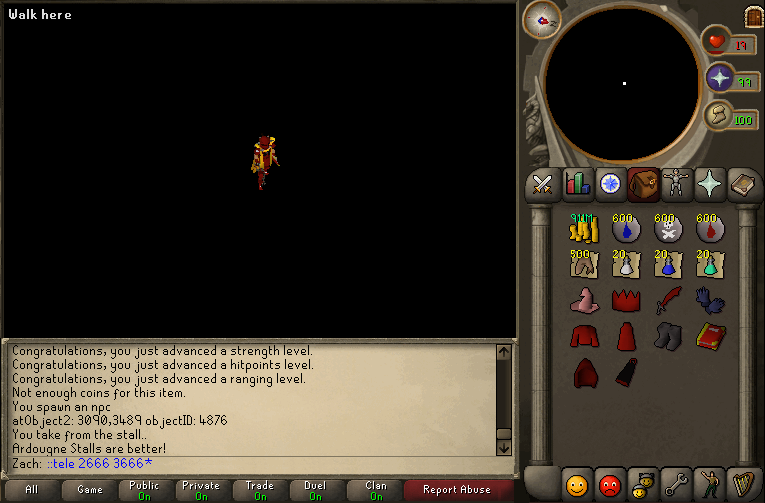 Walk here
19
99
100
91M
600
600
600
500
20
20
20
Congratulations, you just advanced a strength level.
Congratulations, you just advanced a hitpoints level.
Congratulations, you just advanced a ranging level.
Not enough coins for this item.
You spawn an npc
atObject2: 3090,3489 objectID: 4876
You take from the stall..
Ardougne Stalls are better!
Zach: ::tele 2666 3666*
All
Game
Public
On
Private
On
Trade
On
Duel
On
Clan
On
Report Abuse